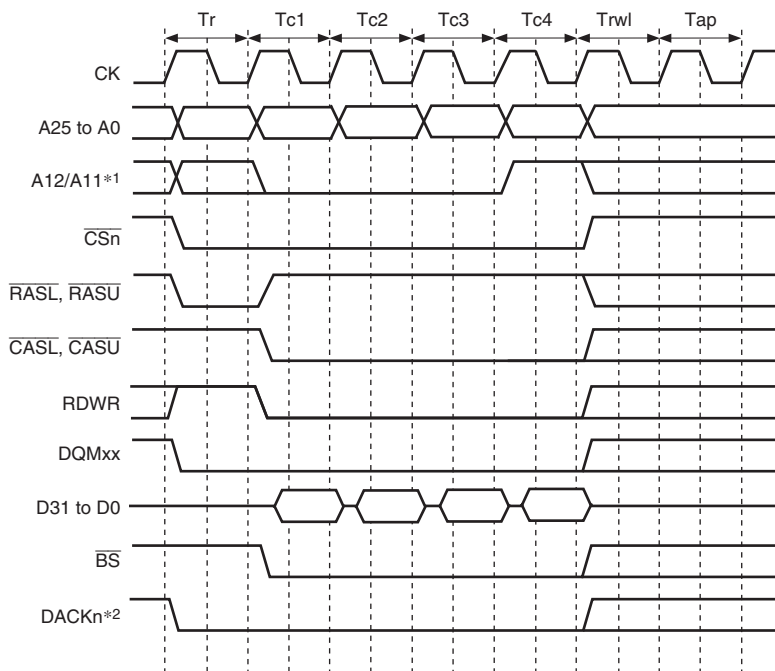 Tr Tc1 Tc2 Tc3 Tc4 Trwl Tap
CK
A25 to A0
A12/A11*1
CSn
RASL, RASU
CASL, CASU
RDWR
DQMxx
D31 to D0
BS
DACKn*2